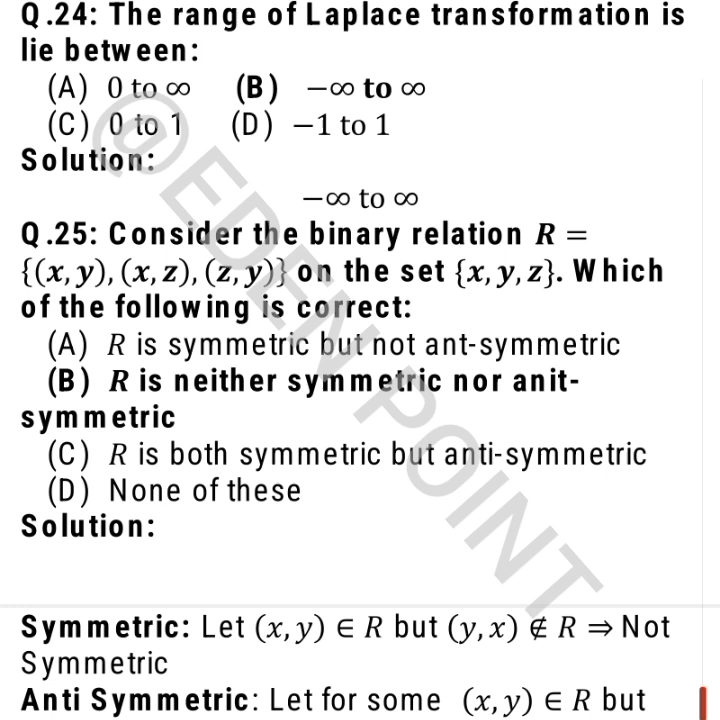 Q.24: The range of Laplace transformation is
lie between:
(A) 0 to ∞ (B) −∞ to ∞
(C) 0 to 1 (D) −1 to 1
Solution:
−∞ to ∞
Q.25: Consider the binary relation R =
{(x, y), (x, z), (z, y)} on the set {x, y, z}. Which
of the following is correct:
(A) R is symmetric but not ant-symmetric
(B) R is neither symmetric nor anit-
symmetric
(C) R is both symmetric but anti-symmetric
(D) None of these
Solution:
@EDEN POINT
Symmetric: Let (x, y) ∈ R but (y, x) ∉ R ⇒ Not
Symmetric
Anti Symmetric: Let for some (x, y) ∈ R but